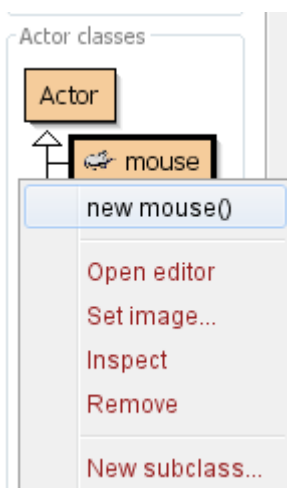 Actor classes
Actor
mouse
new mouse()
Open editor
Set image...
Inspect
Remove
New subclass...